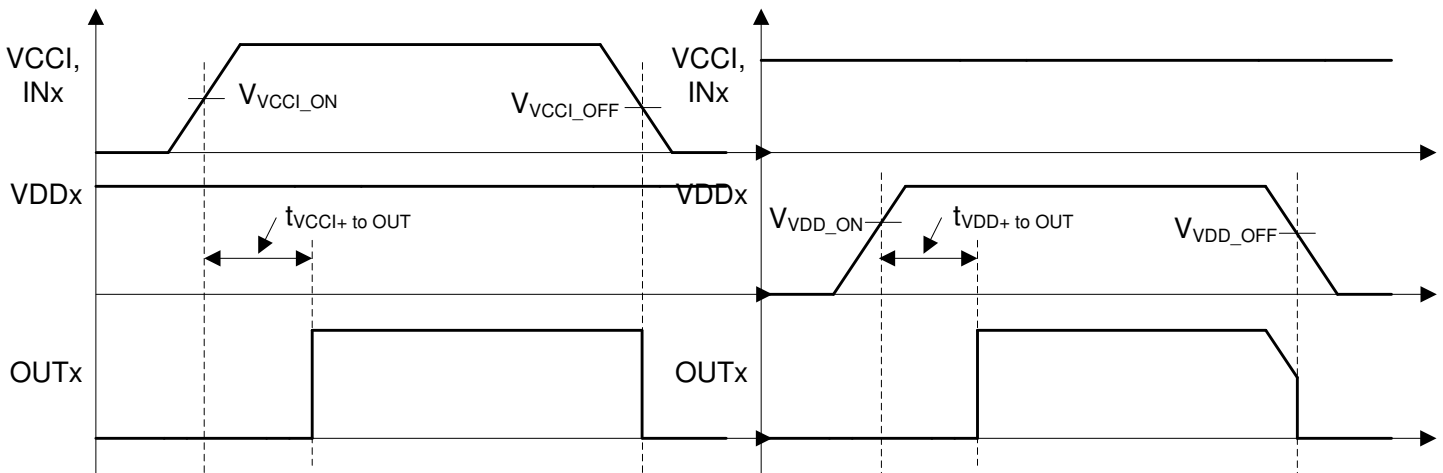 VCCI,
INx
VVCCI_ON
VVCCI_OFF
VDDx
tVCCI+ to OUT
OUTx
VCCI,
INx
VDDx
VVDD_ON
tVDD+ to OUT
VVDD_OFF
OUTx